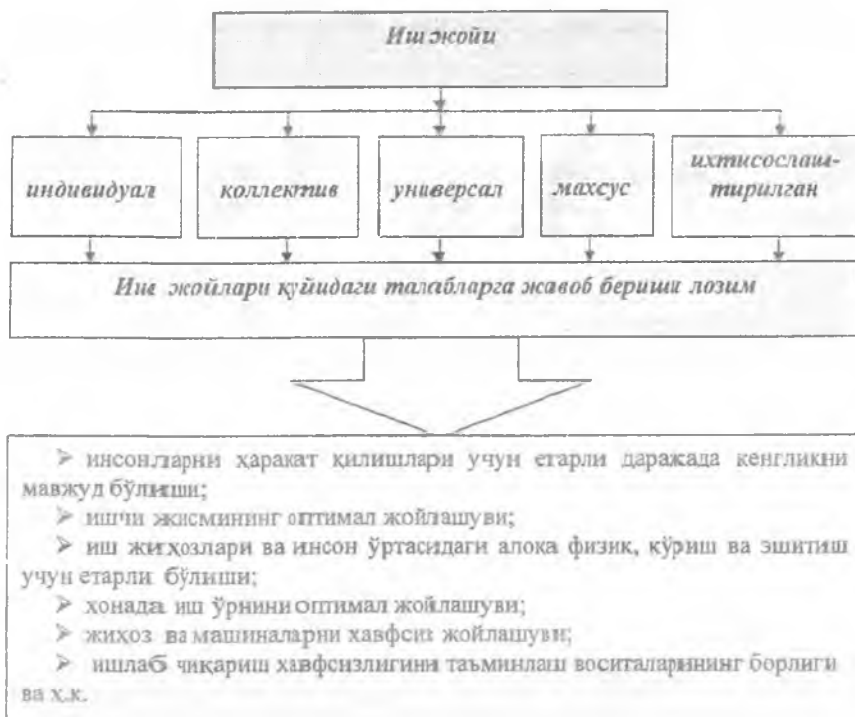 Иш жойи
индивидуал
коллектив
универсал
махсус
ихтисослаш-
тирилган
Иш жойлари қуйидаги талабларга жавоб бериши лозим
➢ инсонларни ҳаракат қилишлари учун етарли даражада кенгликни
мавжуд бўлиши;
➢ ишчи жисмининг оптимал жойлашуви;
➢ иш жиҳозлари ва инсон ўртасидаги алоқа физик, кўриш ва эшитиш
учун етарли бўлиши;
➢ хонада иш ўрнини оптимал жойлашуви;
➢ жиҳоз ва машиналарни хавфсиз жойлашуви;
➢ ишлаб чиқариш хавфсизлигини таъминлаш воситаларининг борлиги
ва ҳ.к.